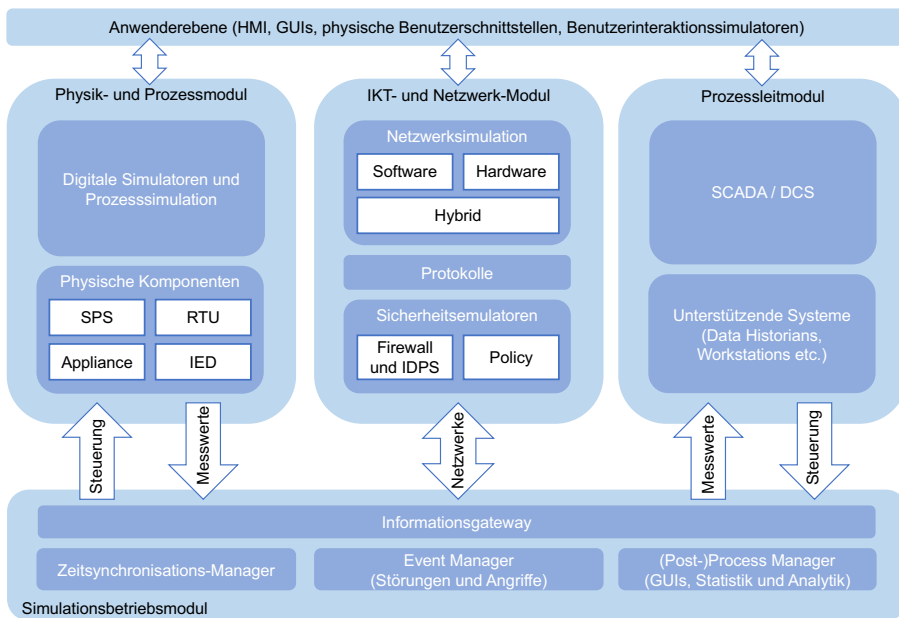 Anwenderebene (HMI, GUIs, physische Benutzerschnittstellen, Benutzerinteraktionssimulatoren)
Physik- und Prozessmodul
Digitale Simulatoren und
Prozesssimulation
Physische Komponenten
SPS
RTU
Appliance
IED
IKT- und Netzwerk-Modul
Netzwerksimulation
Software
Hardware
Hybrid
Protokolle
Sicherheitsemulatoren
Firewall
und IDPS
Policy
Prozessleitmodul
SCADA / DCS
Unterstützende Systeme
(Data Historians,
Workstations etc.)
Steuerung
Messwerte
Netzwerke
Messwerte
Steuerung
Informationsgateway
Zeitsynchronisations-Manager
Event Manager
(Störungen und Angriffe)
(Post-)Process Manager
(GUIs, Statistik und Analytik)
Simulationsbetriebsmodul